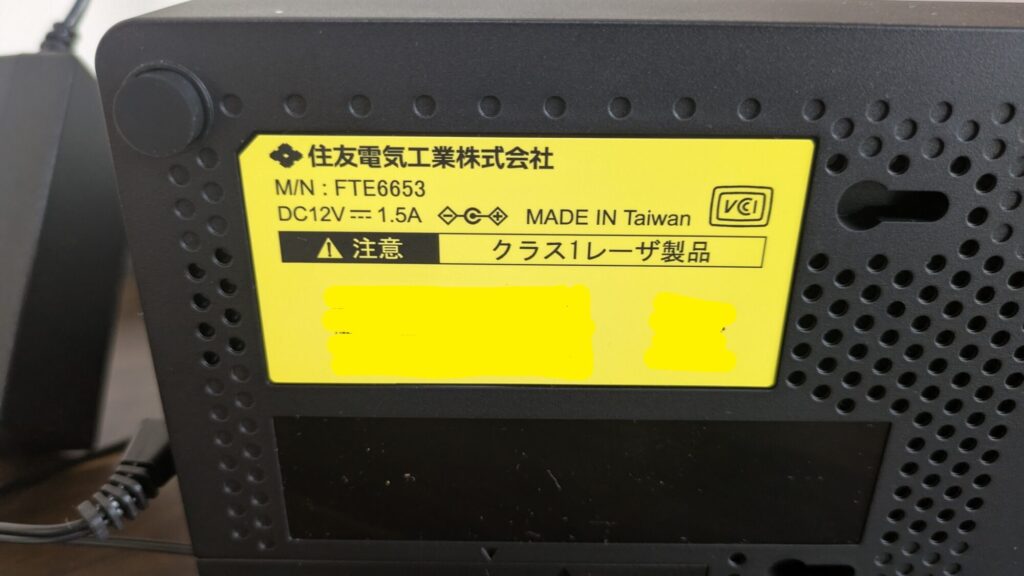 住友電気工業株式会社
M/N : FTE6653
DC12V⎓1.5A MADE IN Taiwan VCCI
注意 クラス1レーザ製品